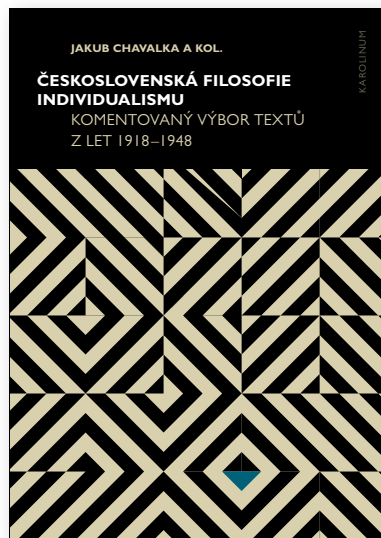 JAKUB CHAVALKA A KOL.
KAROLINUM
ČESKOSLOVENSKÁ FILOSOFIE
INDIVIDUALISMU
KOMENTOVANÝ VÝBOR TEXTŮ
Z LET 1918–1948